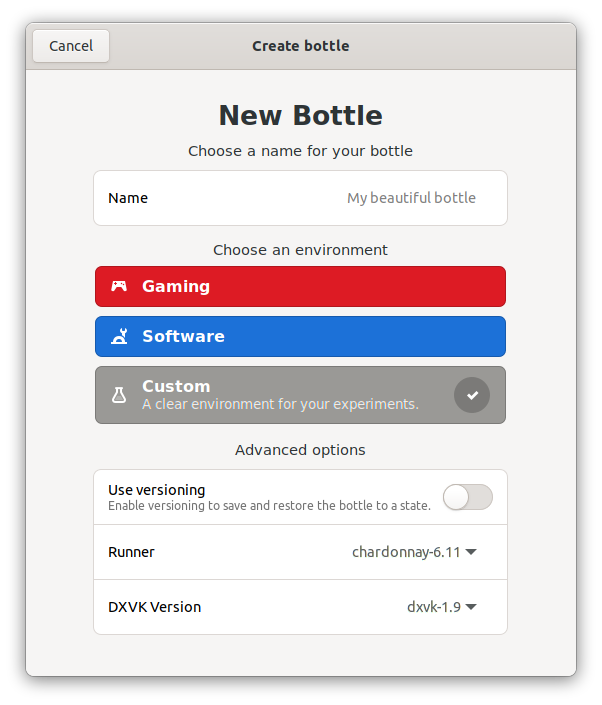 Cancel
Create bottle
New Bottle
Choose a name for your bottle
Name
My beautiful bottle
Choose an environment
Gaming
Software
Custom
A clear environment for your experiments.
Advanced options
Use versioning
Enable versioning to save and restore the bottle to a state.
Runner
chardonnay-6.11
DXVK Version
dxvk-1.9